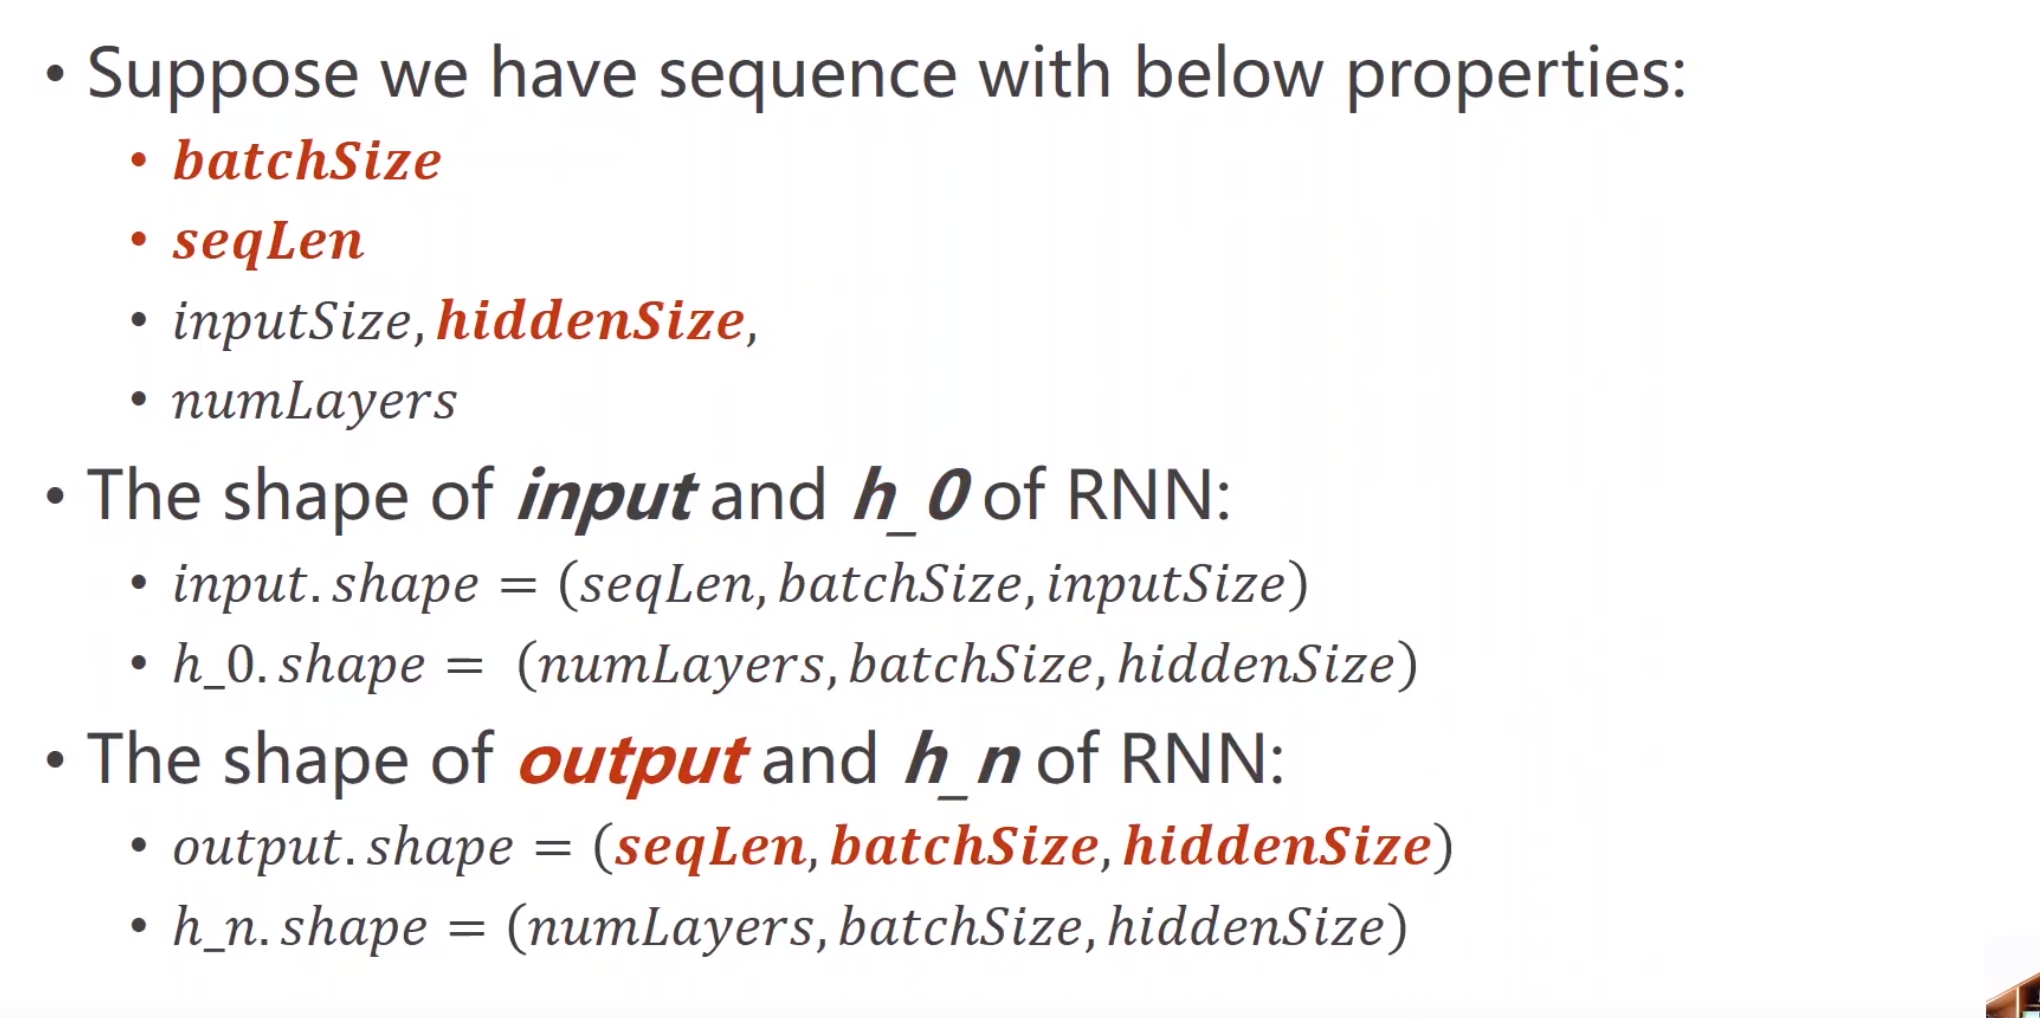 • Suppose we have sequence with below properties:
• batchSize
• seqLen
• inputSize, hiddenSize,
• numLayers
• The shape of input and h_0 of RNN:
• input.shape = (seqLen, batchSize, inputSize)
• h_0.shape = (numLayers, batchSize, hiddenSize)
• The shape of output and h_n of RNN:
• output.shape = (seqLen, batchSize, hiddenSize)
• h_n.shape = (numLayers, batchSize, hiddenSize)